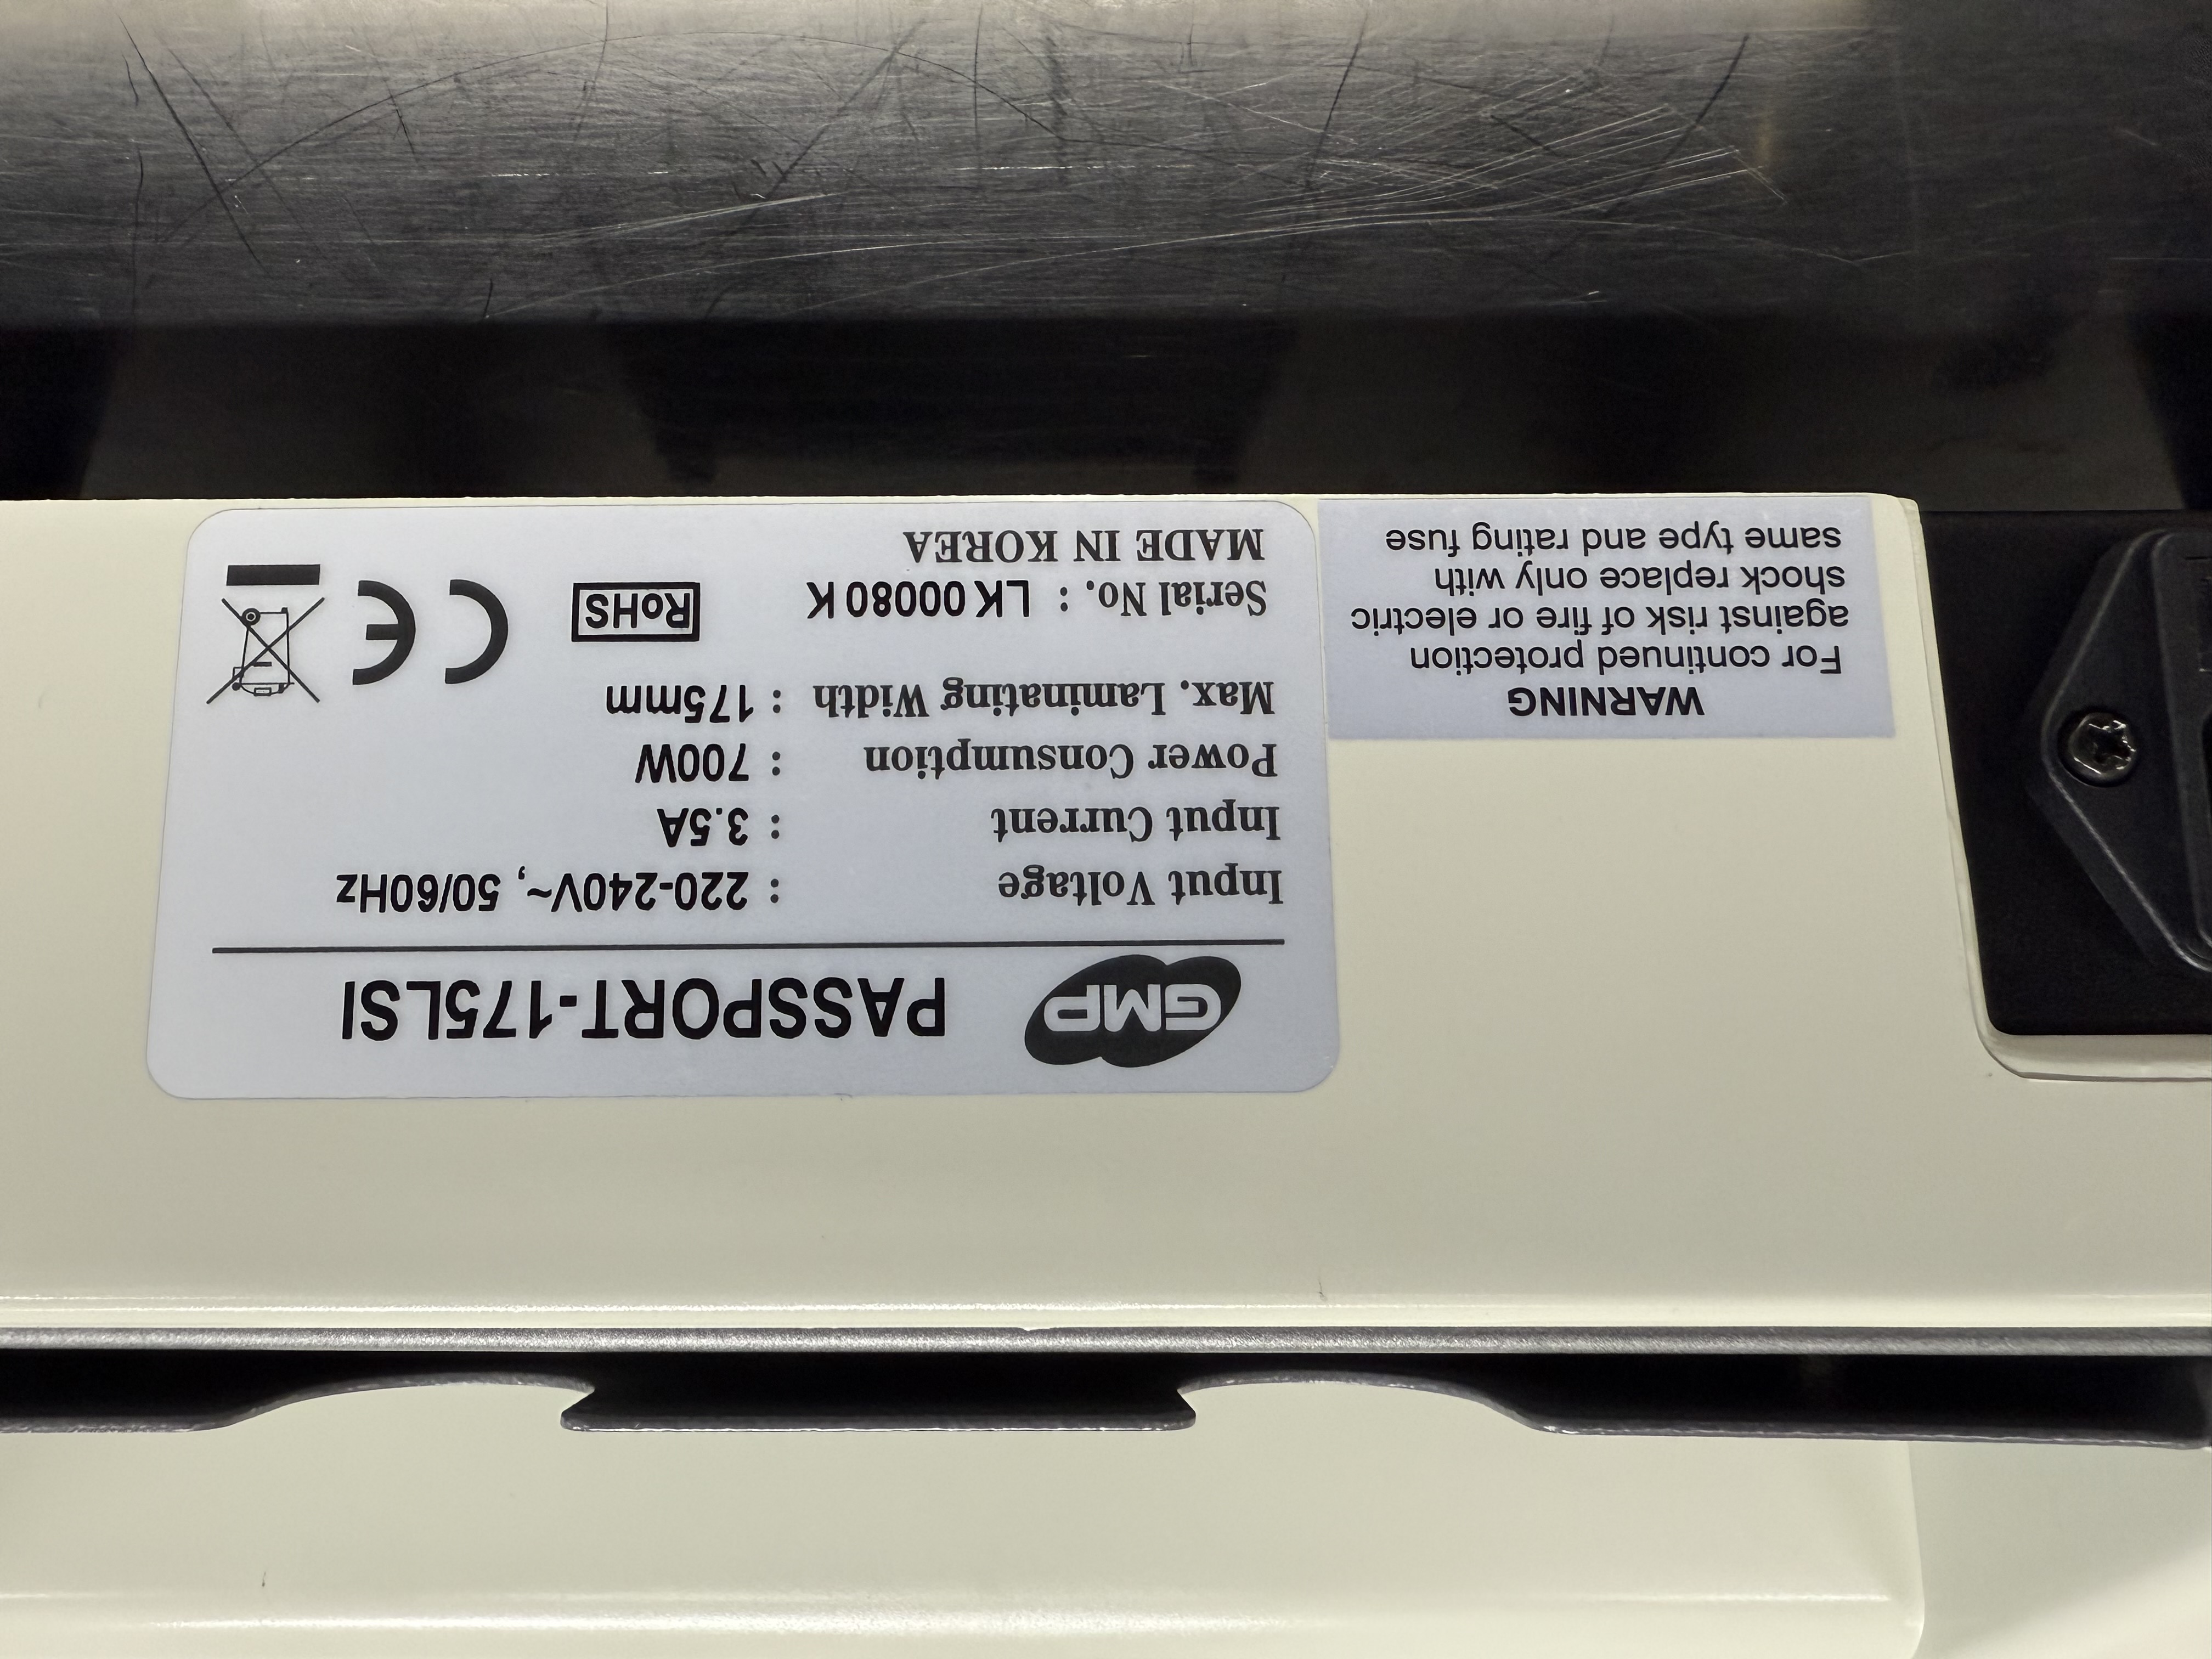 GMP PASSPORT-175LSI
Input Voltage : 220-240V~, 50/60Hz
Input Current : 3.5A
Power Consumption : 700W
Max. Laminating Width : 175mm
Serial No. : LK 00080 K
MADE IN KOREA
RoHS CE
WARNING
For continued protection
against risk of fire or electric
shock replace only with
same type and rating fuse